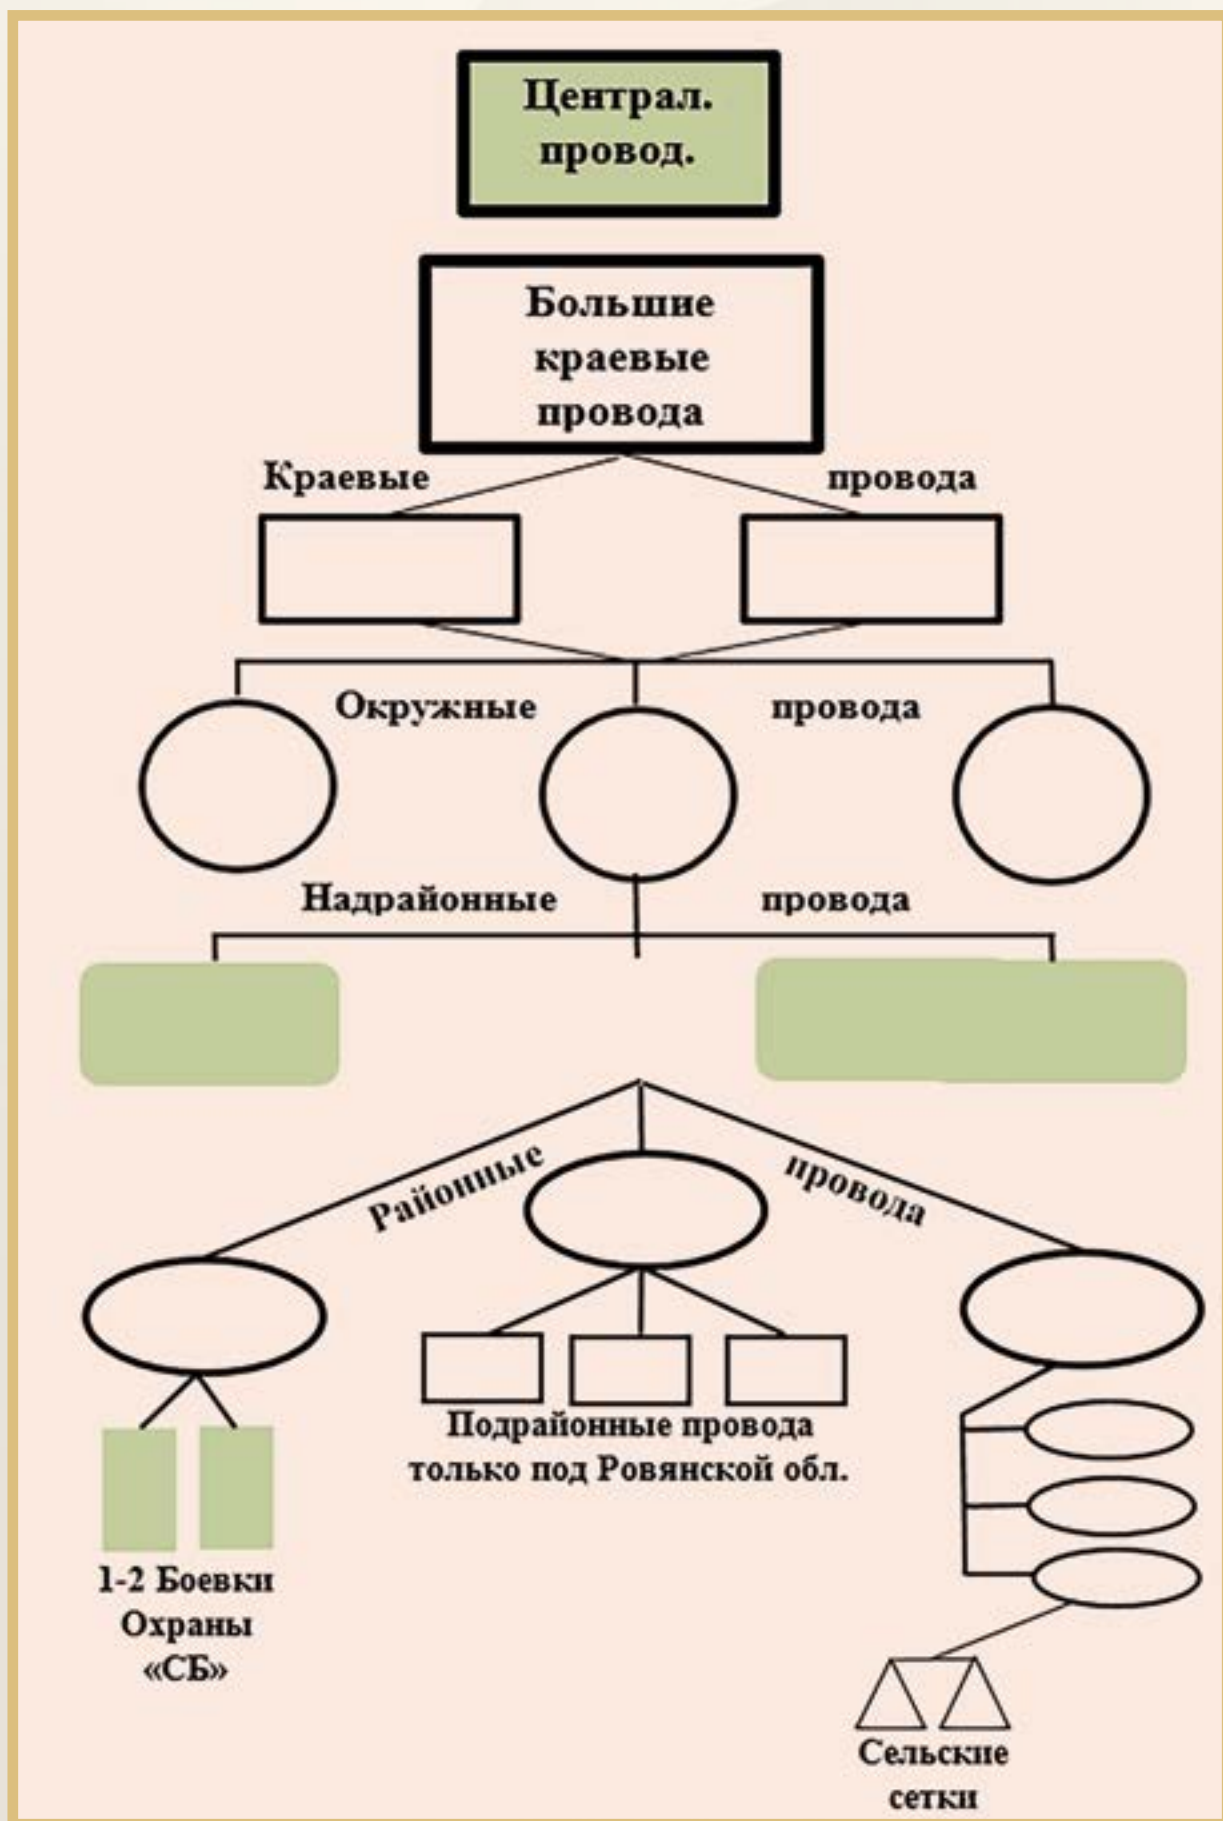 Централ.
провод.
Большие
краевые
провода
Краевые провода
Окружные провода
Надрайонные провода
Районные провода
Подрайонные провода
только под Ровянской обл.
1-2 Боевки
Охраны
«СБ»
Сельские
сетки